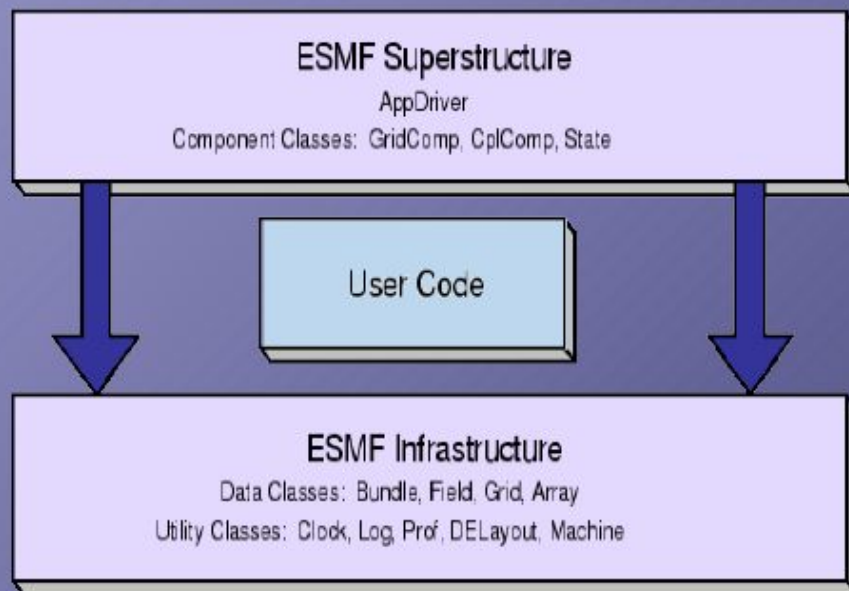 ESMF Superstructure
AppDriver
Component Classes: GridComp, CplComp, State
User Code
ESMF Infrastructure
Data Classes: Bundle, Field, Grid, Array
Utility Classes: Clock, Log, Prof, DELayout, Machine